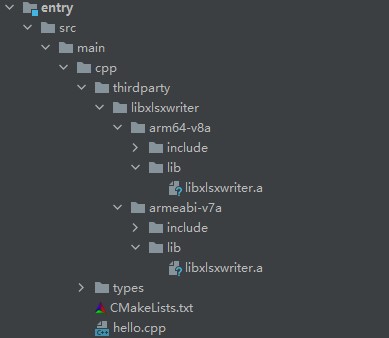 entry
src
main
cpp
thirdparty
libxlsxwriter
arm64-v8a
include
lib
libxlsxwriter.a
armeabi-v7a
include
lib
libxlsxwriter.a
types
CMakeLists.txt
hello.cpp